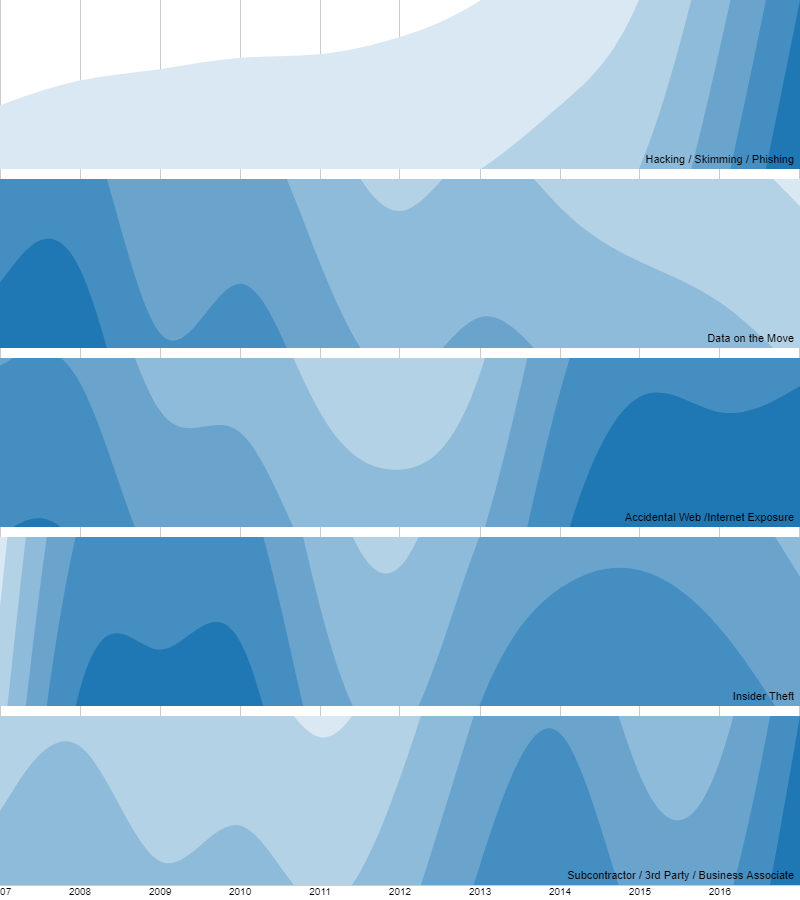 Hacking / Skimming / Phishing
Data on the Move
Accidental Web /Internet Exposure
Insider Theft
Subcontractor / 3rd Party / Business Associate
07 2008 2009 2010 2011 2012 2013 2014 2015 2016